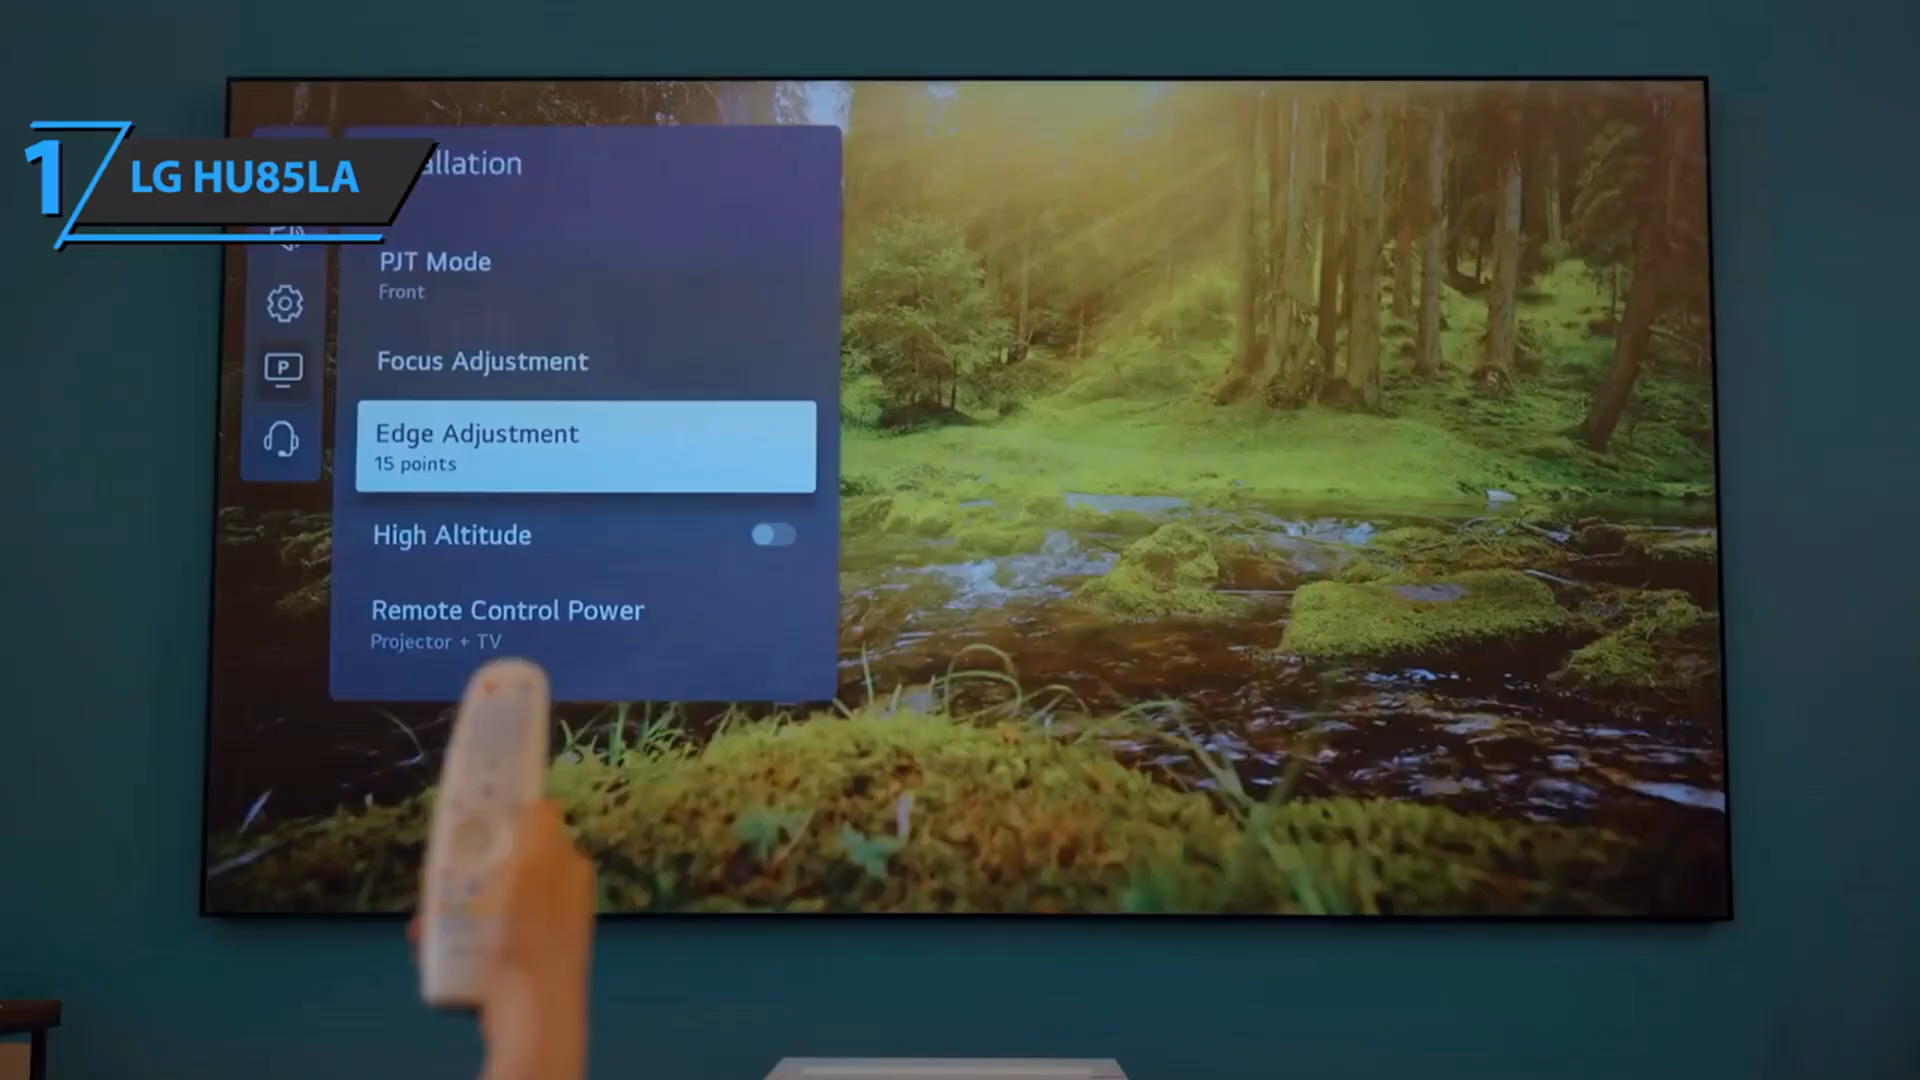 1
LG HU85LA
allation
PJT Mode
Front
Focus Adjustment
Edge Adjustment
15 points
High Altitude
Remote Control Power
Projector + TV
P